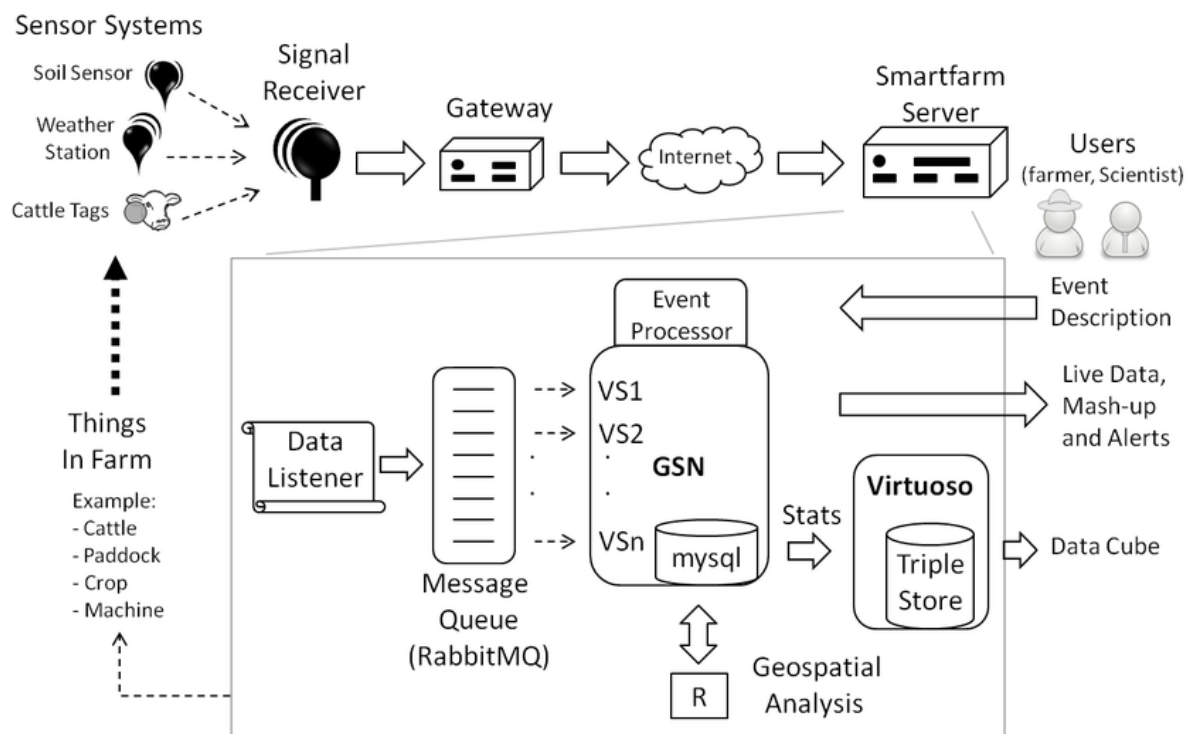 Sensor Systems
Soil Sensor
Weather
Station
Cattle Tags
Signal
Receiver
Gateway
Internet
Smartfarm
Server
Users
(farmer, Scientist)
Things
In Farm
Example:
- Cattle
- Paddock
- Crop
- Machine
Data
Listener
Message
Queue
(RabbitMQ)
Event
Processor
VS1
VS2
.
.
.
.
VSn
GSN
mysql
R
Geospatial
Analysis
Stats
Virtuoso
Triple
Store
Event
Description
Live Data,
Mash-up
and Alerts
Data Cube